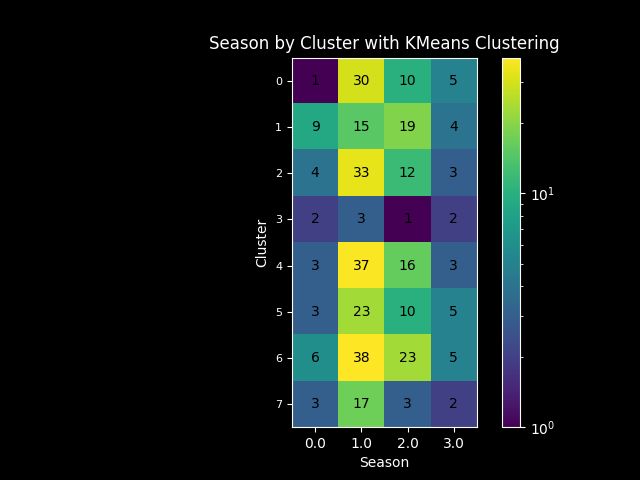 Season by Cluster with KMeans Clustering
0 1 30 10 5
1 9 15 19 4
2 4 33 12 3
3 2 3 1 2
4 3 37 16 3
5 3 23 10 5
6 6 38 23 5
7 3 17 3 2
0.0 1.0 2.0 3.0
Season
Cluster
10¹
10⁰